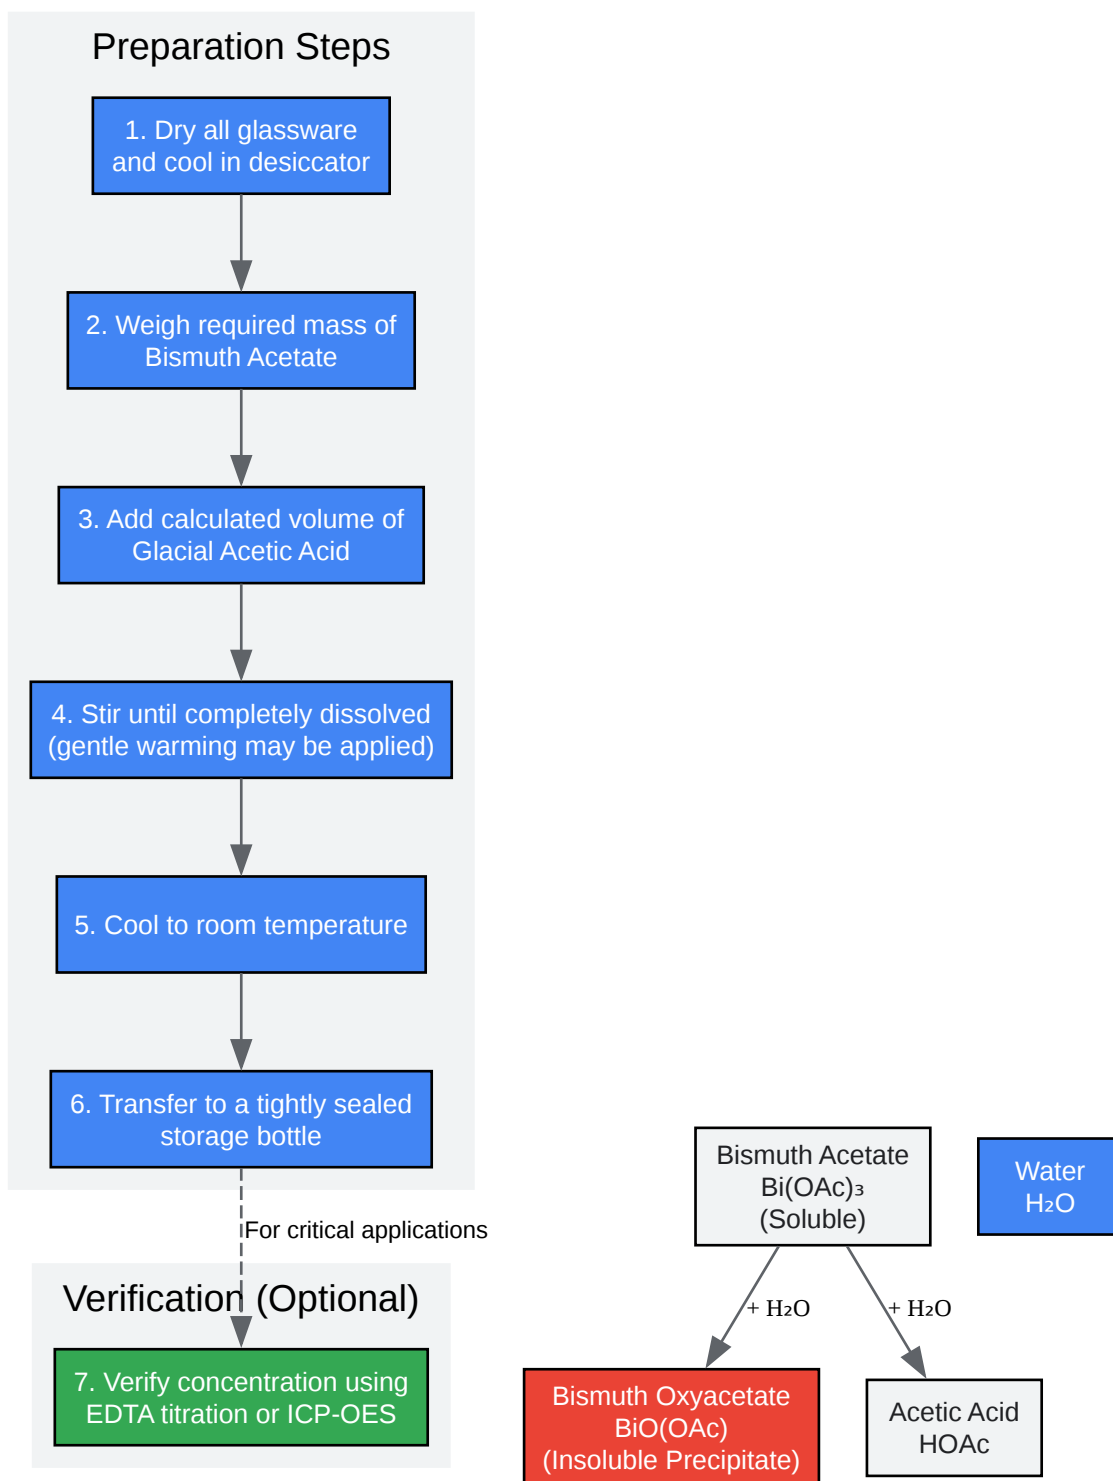 Preparation Steps
1. Dry all glassware
and cool in desiccator
2. Weigh required mass of
Bismuth Acetate
3. Add calculated volume of
Glacial Acetic Acid
4. Stir until completely dissolved
(gentle warming may be applied)
5. Cool to room temperature
6. Transfer to a tightly sealed
storage bottle
For critical applications
Verification (Optional)
7. Verify concentration using
EDTA titration or ICP-OES
Bismuth Acetate
Bi(OAc)₃
(Soluble)
Water
H₂O
+ H₂O
+ H₂O
Bismuth Oxyacetate
BiO(OAc)
(Insoluble Precipitate)
Acetic Acid
HOAc